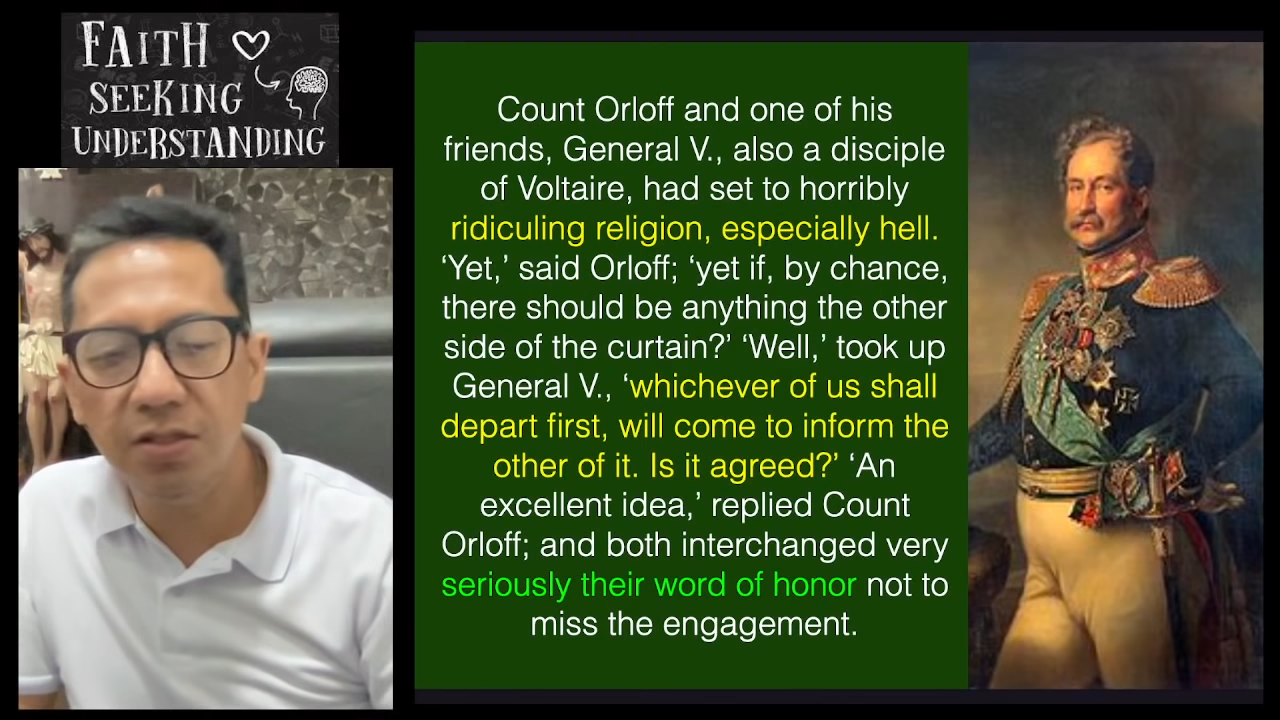 FAITH
SEEKING
UNDERSTANDING
Count Orloff and one of his
friends, General V., also a disciple
of Voltaire, had set to horribly
ridiculing religion, especially hell.
‘Yet,’ said Orloff; ‘yet if, by chance,
there should be anything the other
side of the curtain?’ ‘Well,’ took up
General V., ‘whichever of us shall
depart first, will come to inform the
other of it. Is it agreed?’ ‘An
excellent idea,’ replied Count
Orloff; and both interchanged very
seriously their word of honor not to
miss the engagement.